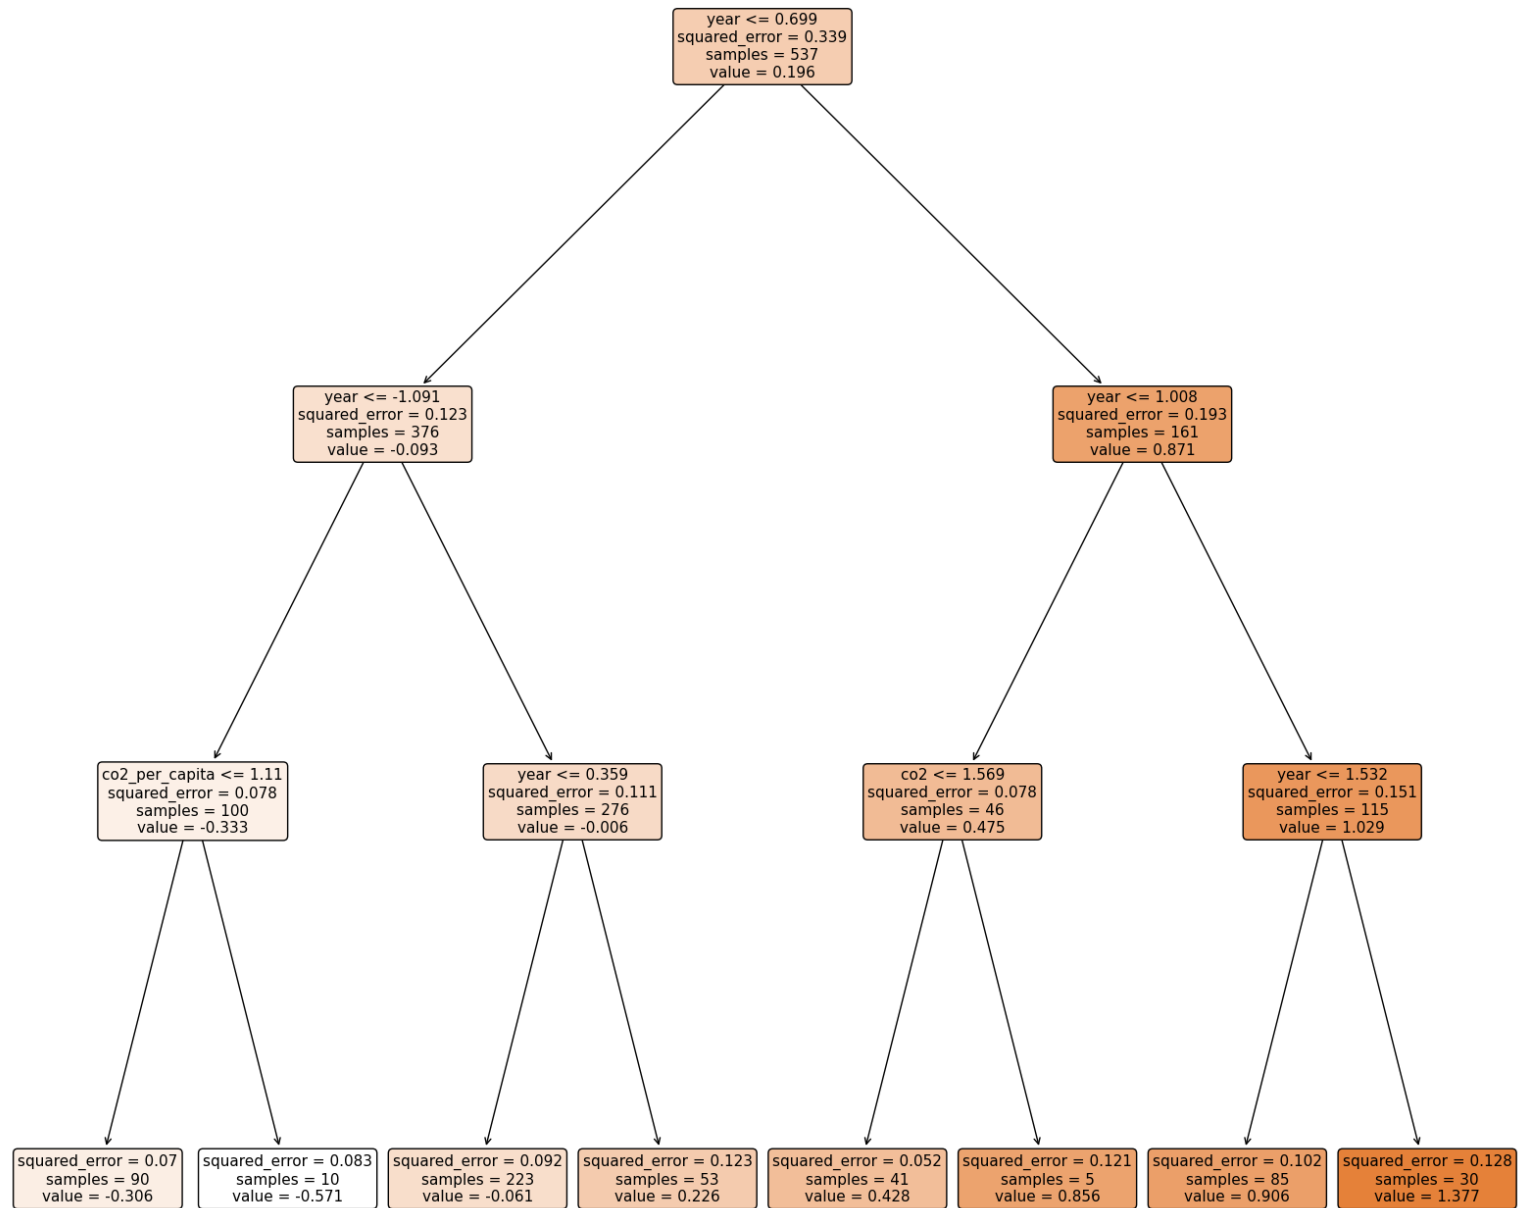 year <= 0.699
squared_error = 0.339
samples = 537
value = 0.196
year <= -1.091
squared_error = 0.123
samples = 376
value = -0.093
year <= 1.008
squared_error = 0.193
samples = 161
value = 0.871
co2_per_capita <= 1.11
squared_error = 0.078
samples = 100
value = -0.333
year <= 0.359
squared_error = 0.111
samples = 276
value = -0.006
co2 <= 1.569
squared_error = 0.078
samples = 46
value = 0.475
year <= 1.532
squared_error = 0.151
samples = 115
value = 1.029
squared_error = 0.07
samples = 90
value = -0.306
squared_error = 0.083
samples = 10
value = -0.571
squared_error = 0.092
samples = 223
value = -0.061
squared_error = 0.123
samples = 53
value = 0.226
squared_error = 0.052
samples = 41
value = 0.428
squared_error = 0.121
samples = 5
value = 0.856
squared_error = 0.102
samples = 85
value = 0.906
squared_error = 0.128
samples = 30
value = 1.377